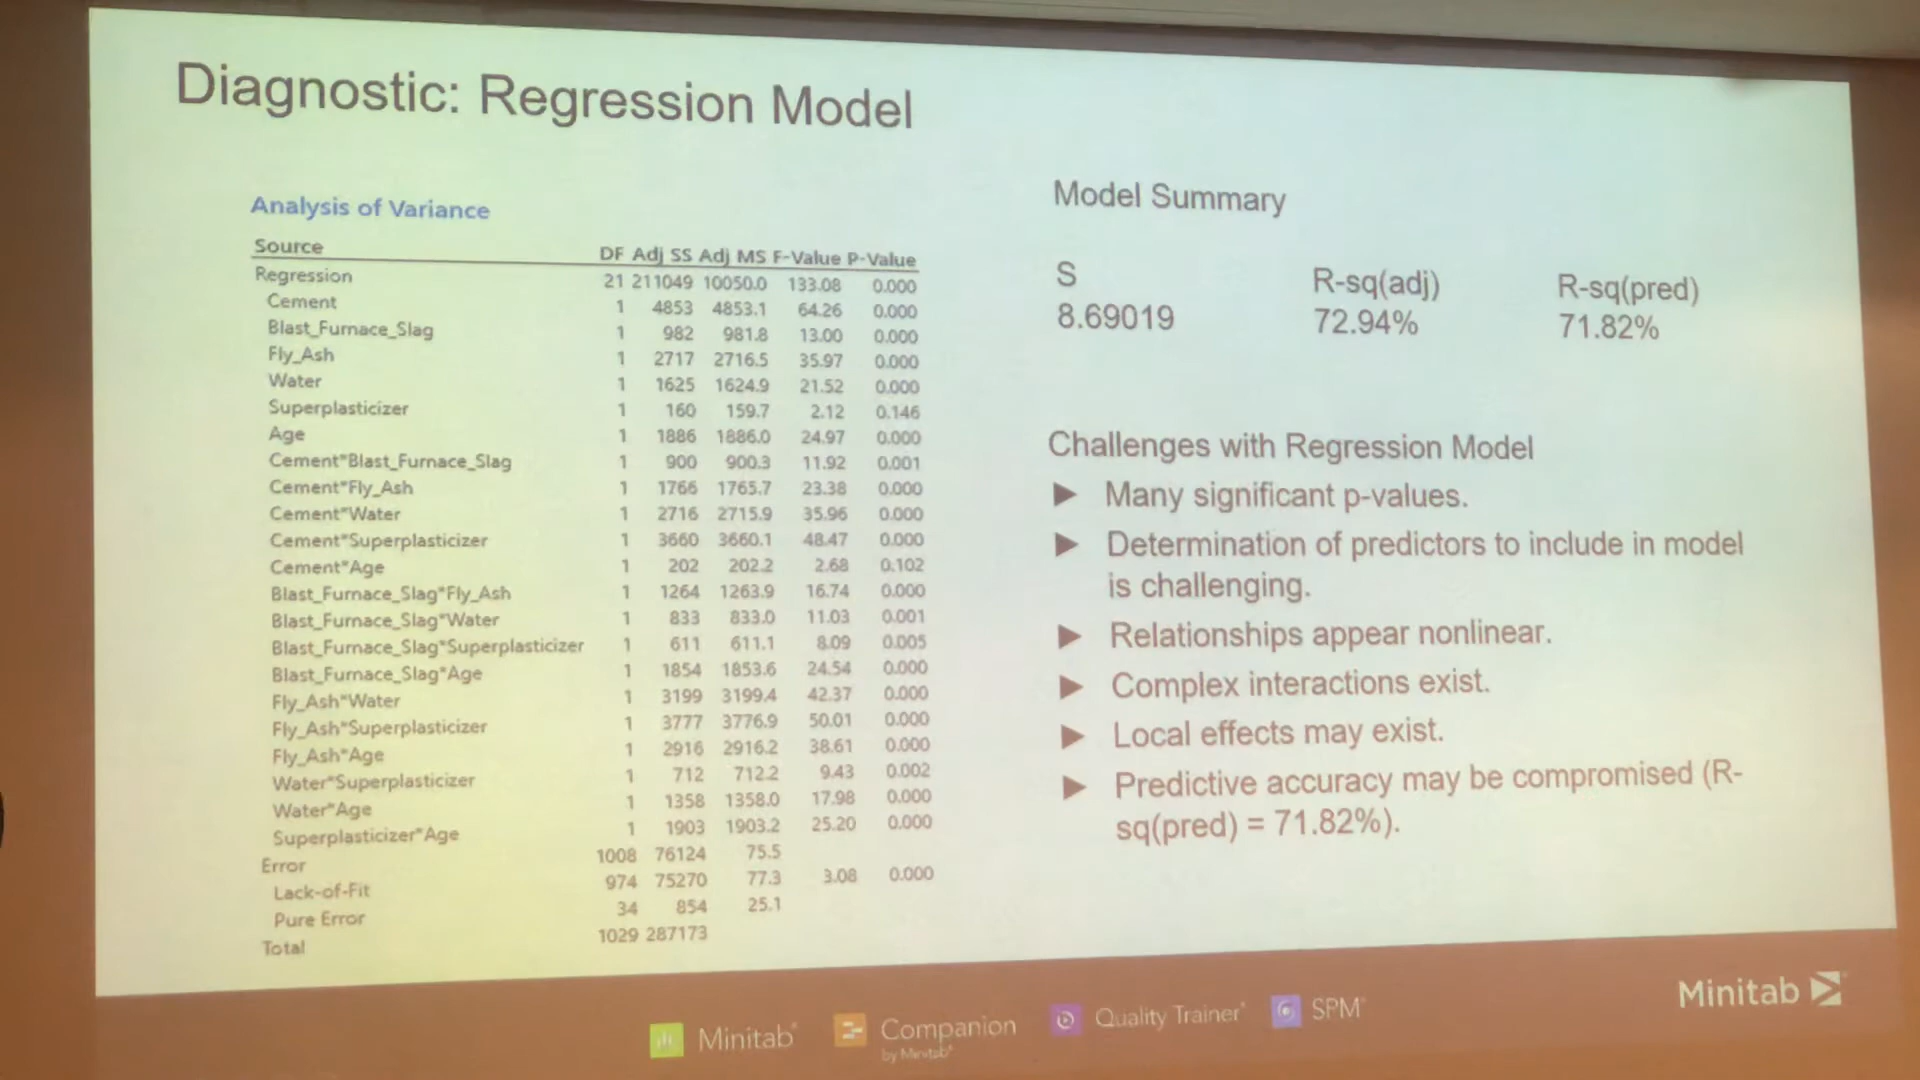 Diagnostic: Regression Model
Analysis of Variance
Source DF Adj SS Adj MS F-Value P-Value
Regression 21 211049 10050.0 133.08 0.000
Cement 1 4853 4853.1 64.26 0.000
Blast_Furnace_Slag 1 982 981.8 13.00 0.000
Fly_Ash 1 2717 2716.5 35.97 0.000
Water 1 1625 1624.9 21.52 0.000
Superplasticizer 1 160 159.7 2.12 0.146
Age 1 1886 1886.0 24.97 0.000
Cement*Blast_Furnace_Slag 1 900 900.3 11.92 0.001
Cement*Fly_Ash 1 1766 1765.7 23.38 0.000
Cement*Water 1 2716 2715.9 35.96 0.000
Cement*Superplasticizer 1 3660 3660.1 48.47 0.000
Cement*Age 1 202 202.2 2.68 0.102
Blast_Furnace_Slag*Fly_Ash 1 1264 1263.9 16.74 0.000
Blast_Furnace_Slag*Water 1 833 833.0 11.03 0.001
Blast_Furnace_Slag*Superplasticizer 1 611 611.1 8.09 0.005
Blast_Furnace_Slag*Age 1 1854 1853.6 24.54 0.000
Fly_Ash*Water 1 3199 3199.4 42.37 0.000
Fly_Ash*Superplasticizer 1 3777 3776.9 50.01 0.000
Fly_Ash*Age 1 2916 2916.2 38.61 0.000
Water*Superplasticizer 1 712 712.2 9.43 0.002
Water*Age 1 1358 1358.0 17.98 0.000
Superplasticizer*Age 1 1903 1903.2 25.20 0.000
Error 1008 76124 75.5
Lack-of-Fit 974 75270 77.3 3.08 0.000
Pure Error 34 854 25.1
Total 1029 287173
Model Summary
S R-sq(adj) R-sq(pred)
8.69019 72.94% 71.82%
Challenges with Regression Model
► Many significant p-values.
► Determination of predictors to include in model
is challenging.
► Relationships appear nonlinear.
► Complex interactions exist.
► Local effects may exist.
► Predictive accuracy may be compromised (R-
sq(pred) = 71.82%).
Minitab
Minitab® Companion Quality Trainer® SPM®
by Minitab®